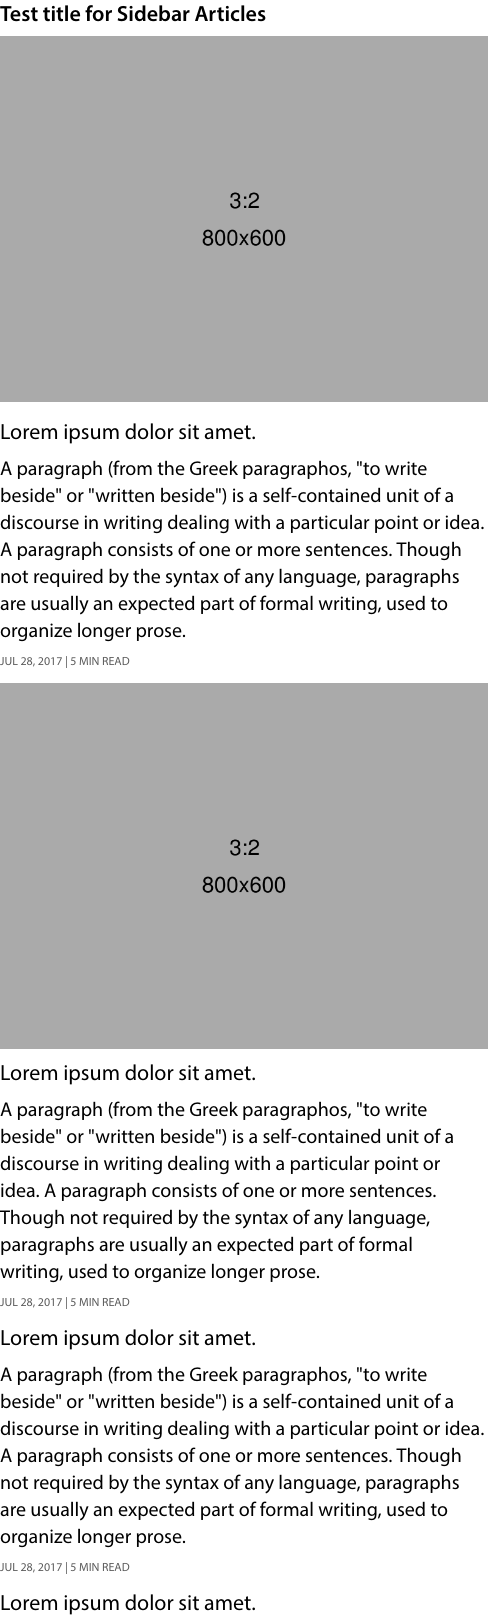 Test title for Sidebar Articles
3:2
800x600
Lorem ipsum dolor sit amet.
A paragraph (from the Greek paragraphos, "to write
beside" or "written beside") is a self-contained unit of a
discourse in writing dealing with a particular point or idea.
A paragraph consists of one or more sentences. Though
not required by the syntax of any language, paragraphs
are usually an expected part of formal writing, used to
organize longer prose.
JUL 28, 2017 | 5 MIN READ
3:2
800x600
Lorem ipsum dolor sit amet.
A paragraph (from the Greek paragraphos, "to write
beside" or "written beside") is a self-contained unit of a
discourse in writing dealing with a particular point or
idea. A paragraph consists of one or more sentences.
Though not required by the syntax of any language,
paragraphs are usually an expected part of formal
writing, used to organize longer prose.
JUL 28, 2017 | 5 MIN READ
Lorem ipsum dolor sit amet.
A paragraph (from the Greek paragraphos, "to write
beside" or "written beside") is a self-contained unit of a
discourse in writing dealing with a particular point or idea.
A paragraph consists of one or more sentences. Though
not required by the syntax of any language, paragraphs
are usually an expected part of formal writing, used to
organize longer prose.
JUL 28, 2017 | 5 MIN READ
Lorem ipsum dolor sit amet.